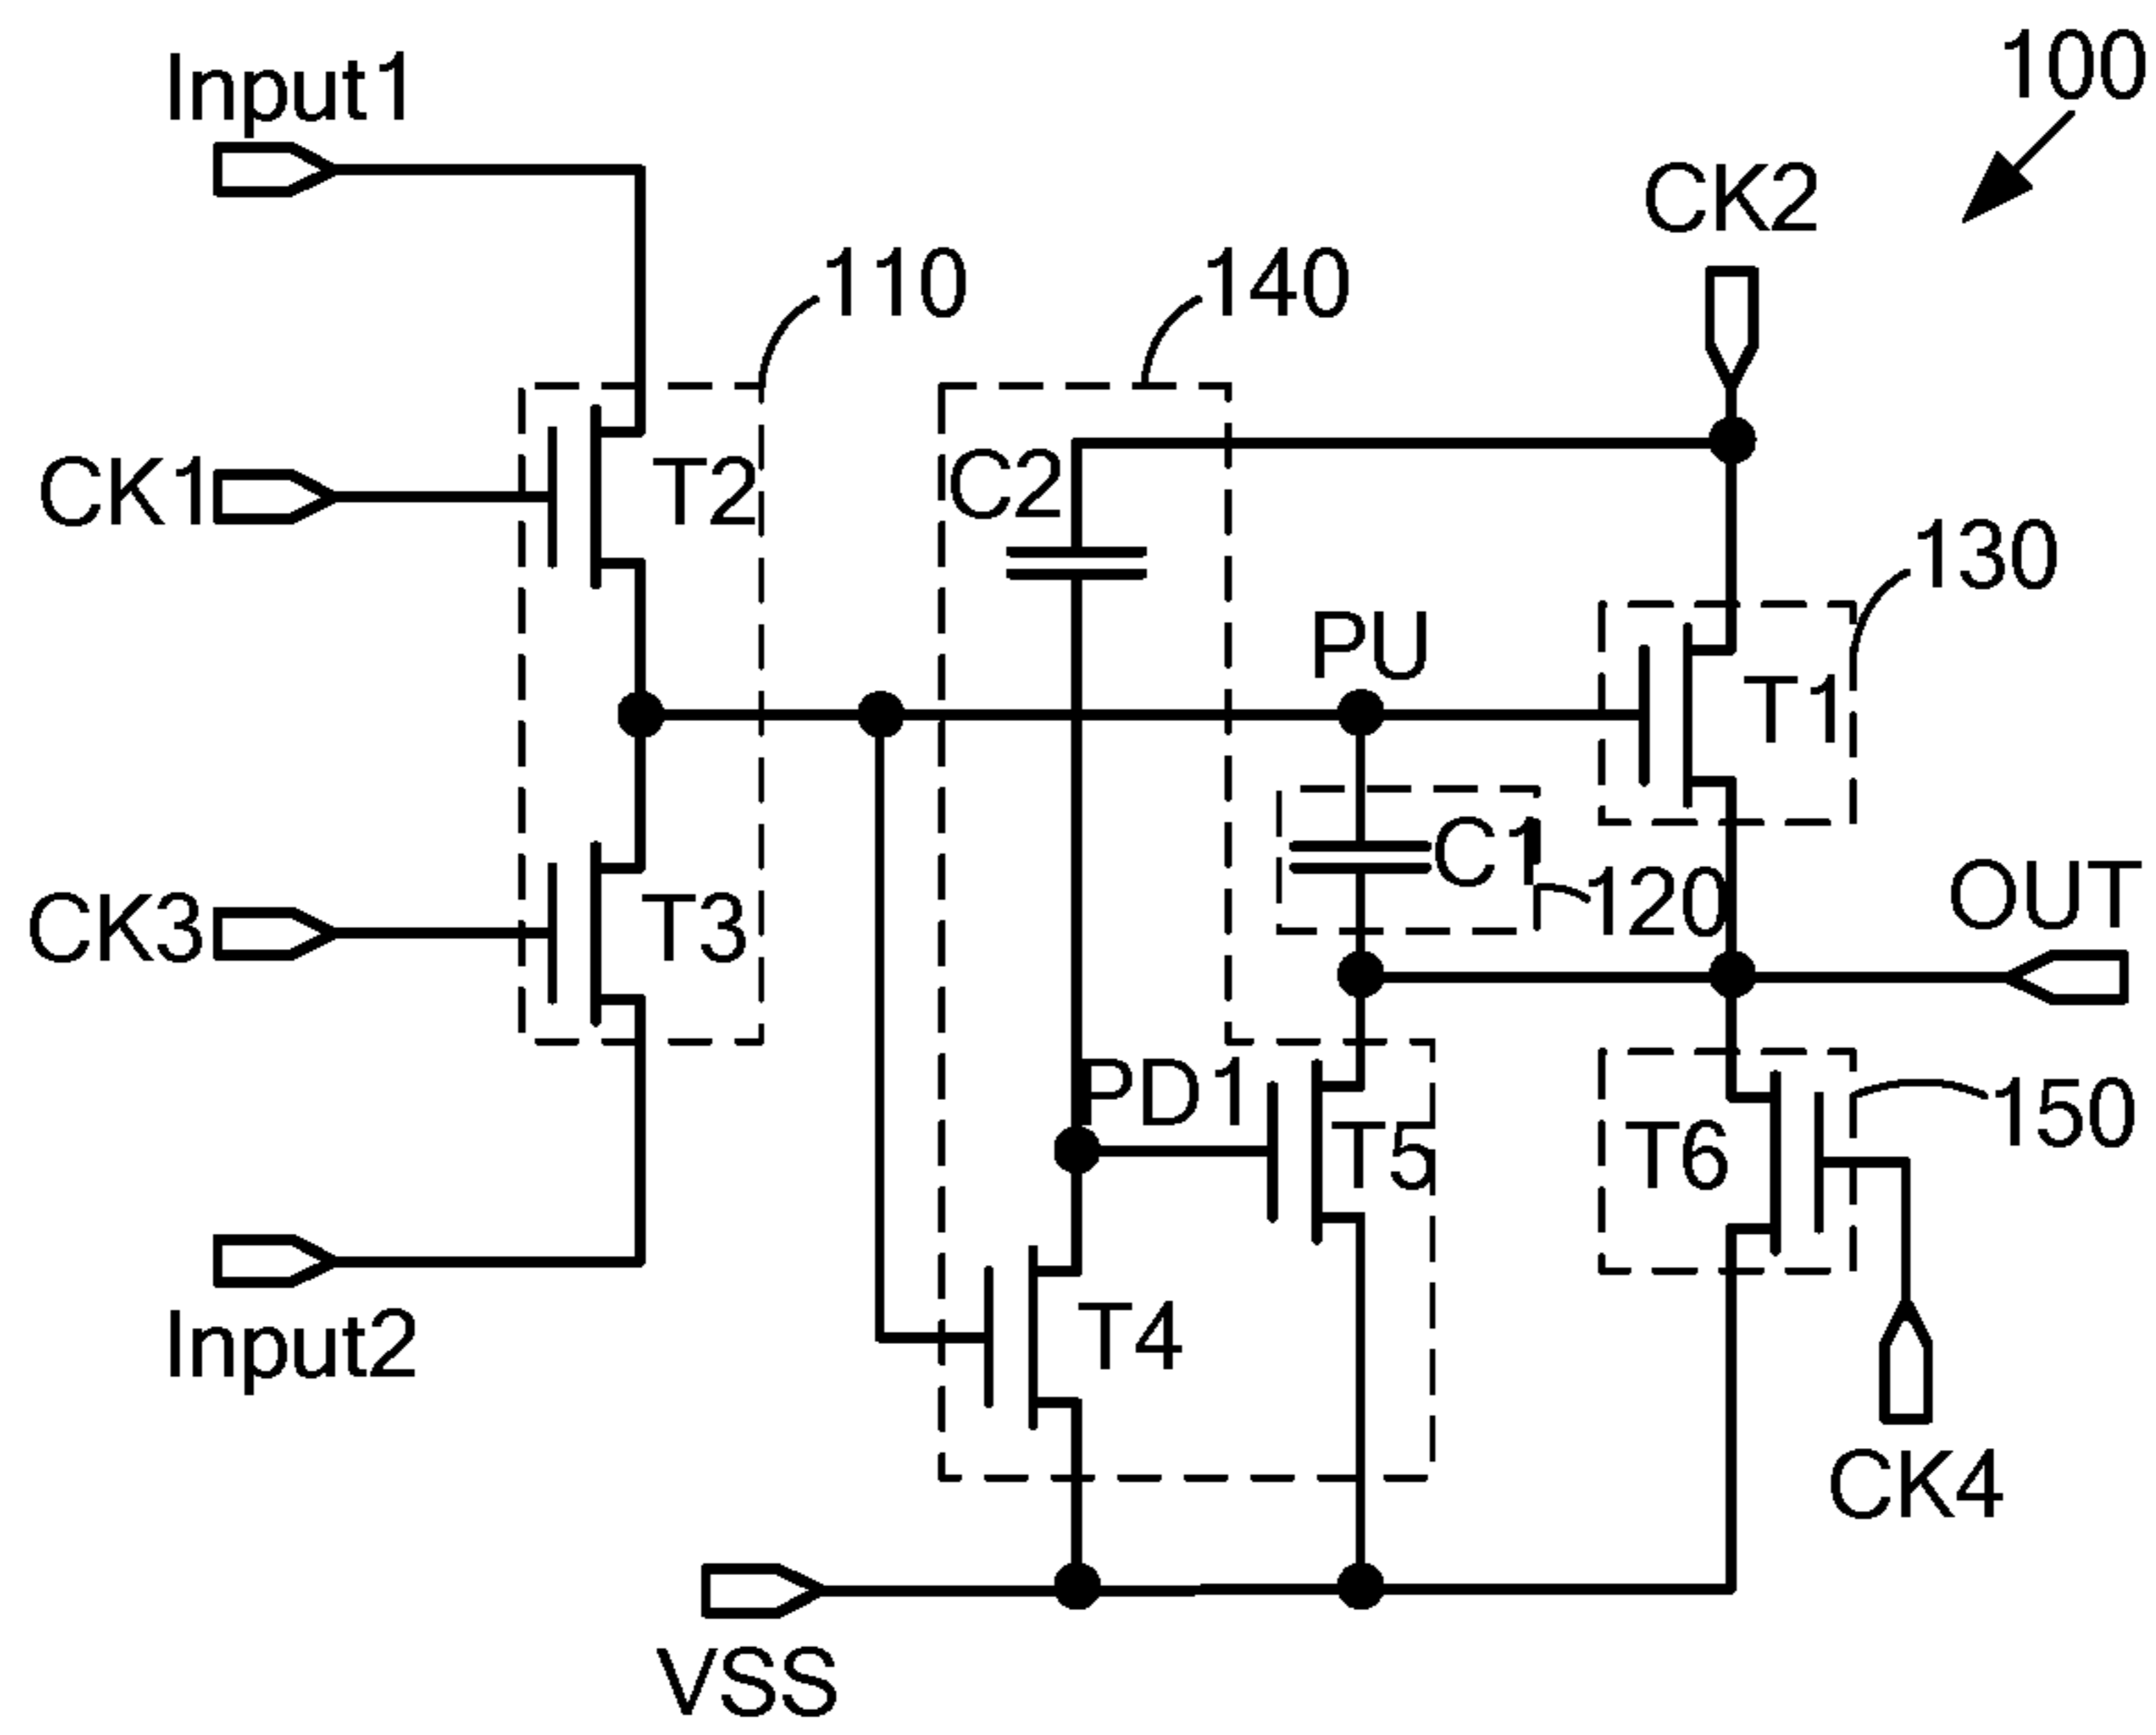 100
Input1
CK2
110
140
CK1
T2
C2
130
PU
T1
C1
120
OUT
CK3
T3
PD1
T5
T6
150
Input2
T4
CK4
VSS